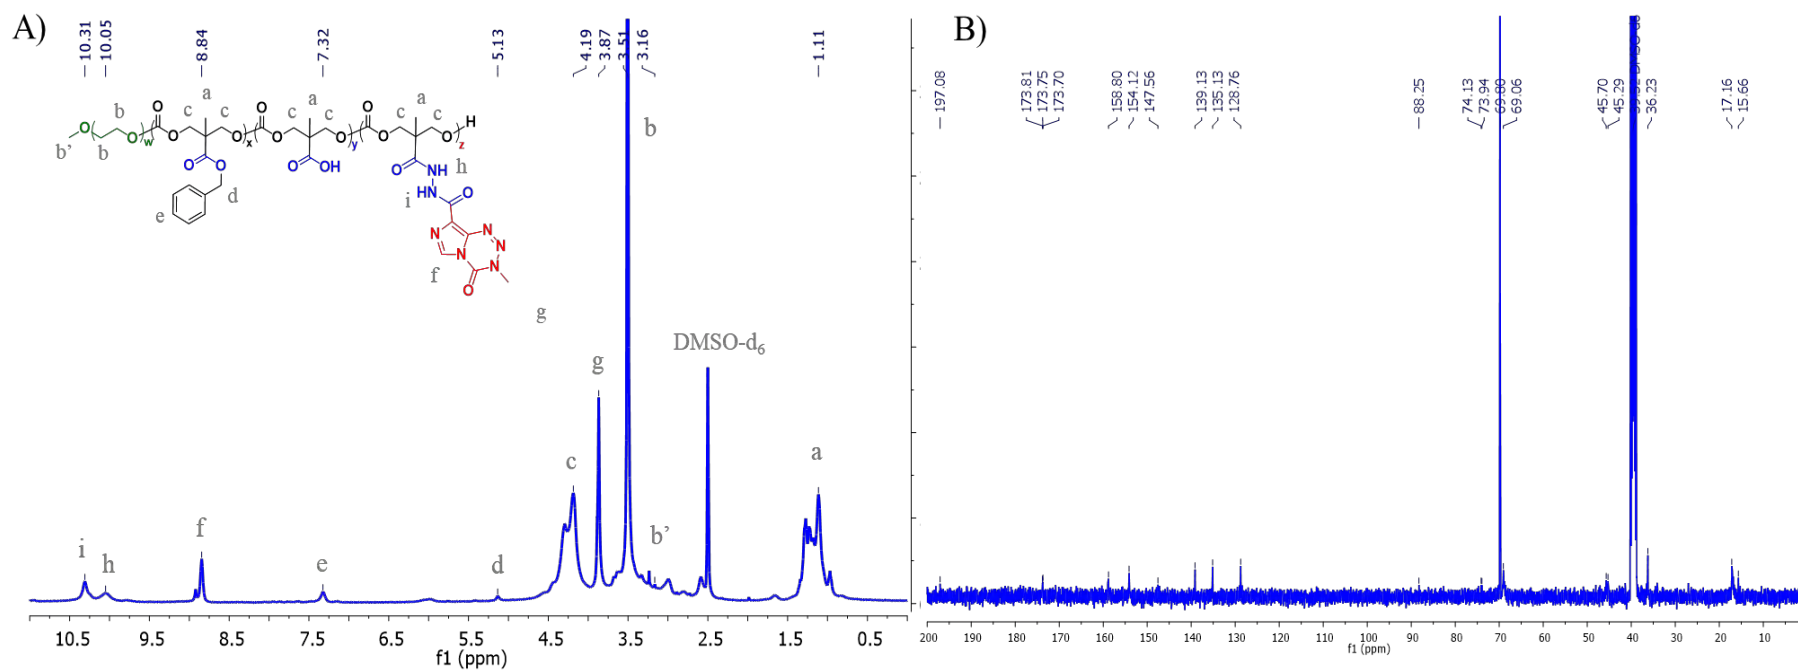 A)
10.31
10.05
8.84
7.32
5.13
4.19
3.87
3.51
3.16
1.11
b
a
c
c
O
a
c
c
O
a
c
c
H
O
w
O
O
x
O
O
y
O
O
z
b'
b
O
O
O
OH
O
NH
h
e
d
i
HN
O
N
N
N
f
N
N
O
b
g
DMSO-d6
g
c
a
b'
f
i
h
e
d
10.5 9.5 8.5 7.5 6.5 5.5 4.5 3.5 2.5 1.5 0.5
f1 (ppm)
B)
197.08
173.81
173.75
173.70
158.80
154.12
147.56
139.13
135.13
128.76
88.25
74.13
73.94
69.80
69.06
45.70
45.29
36.23
17.16
15.66
200 190 180 170 160 150 140 130 120 110 100 90 80 70 60 50 40 30 20 10
f1 (ppm)